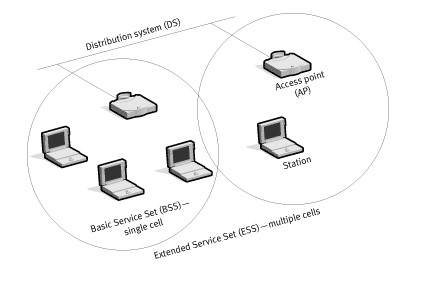 Distribution system (DS)
Access point
(AP)
Station
Basic Service Set (BSS)—
single cell
Extended Service Set (ESS)—multiple cells